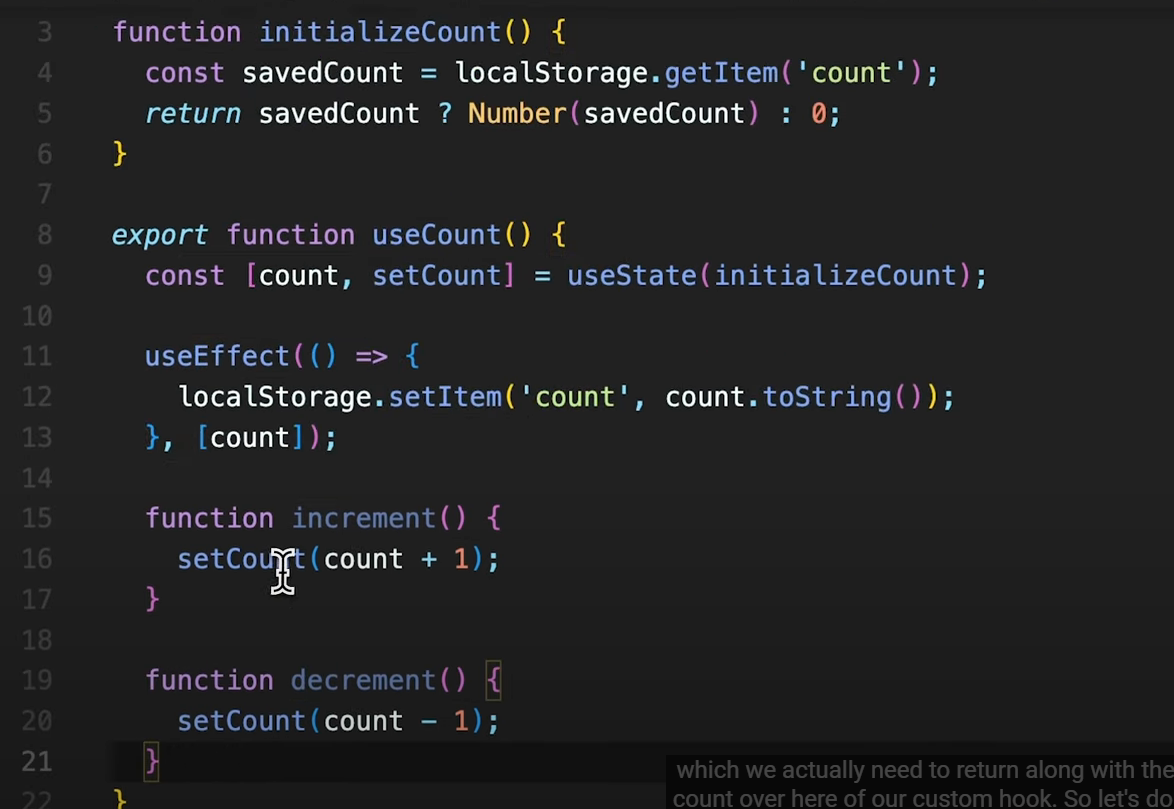 3 function initializeCount() {
4 const savedCount = localStorage.getItem('count');
5 return savedCount ? Number(savedCount) : 0;
6 }
7
8 export function useCount() {
9 const [count, setCount] = useState(initializeCount);
10
11 useEffect(() => {
12 localStorage.setItem('count', count.toString());
13 }, [count]);
14
15 function increment() {
16 setCount(count + 1);
17 }
18
19 function decrement() {
20 setCount(count - 1);
21 }
22 }
which we actually need to return along with the
count over here of our custom hook. So let's do